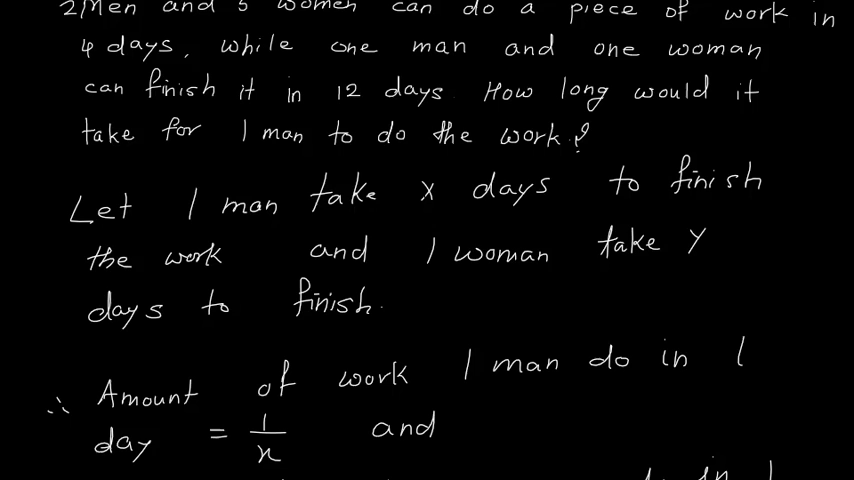 2Men and 5 women can do a piece of work in
4 days, while one man and one woman
can finish it in 12 days. How long would it
take for 1 man to do the work?
Let 1 man take x days to finish
the work and 1 woman take y
days to finish.
∴ Amount of work 1 man do in 1
day = 1/x and
do in 1